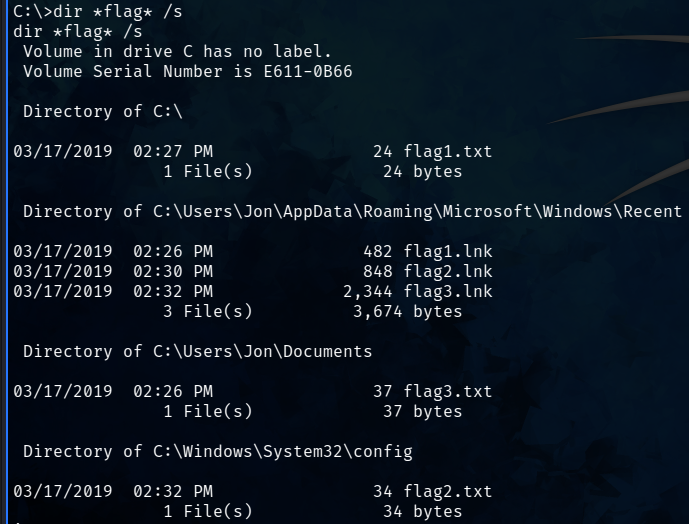 C:\>dir *flag* /s
dir *flag* /s
Volume in drive C has no label.
Volume Serial Number is E611-0B66
Directory of C:\
03/17/2019 02:27 PM 24 flag1.txt
1 File(s) 24 bytes
Directory of C:\Users\Jon\AppData\Roaming\Microsoft\Windows\Recent
03/17/2019 02:26 PM 482 flag1.lnk
03/17/2019 02:30 PM 848 flag2.lnk
03/17/2019 02:32 PM 2,344 flag3.lnk
3 File(s) 3,674 bytes
Directory of C:\Users\Jon\Documents
03/17/2019 02:26 PM 37 flag3.txt
1 File(s) 37 bytes
Directory of C:\Windows\System32\config
03/17/2019 02:32 PM 34 flag2.txt
1 File(s) 34 bytes